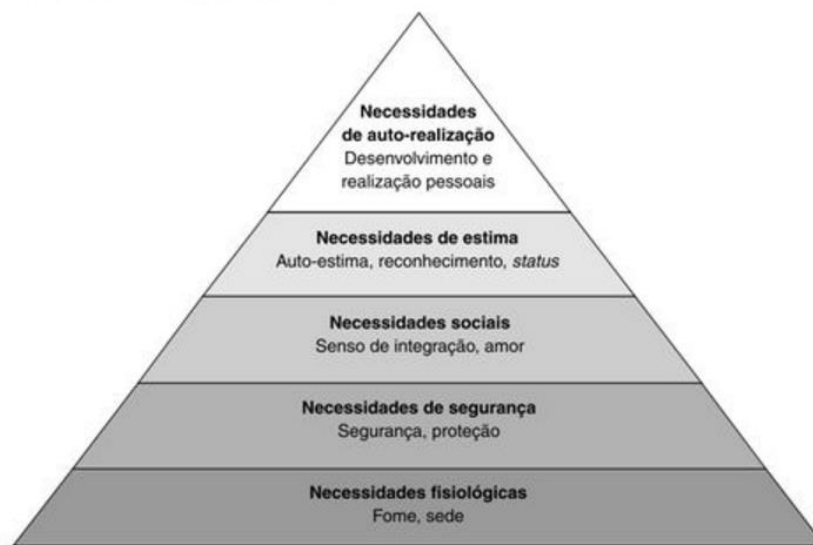 Necessidades
de auto-realização
Desenvolvimento e
realização pessoais
Necessidades de estima
Auto-estima, reconhecimento, status
Necessidades sociais
Senso de integração, amor
Necessidades de segurança
Segurança, proteção
Necessidades fisiológicas
Fome, sede